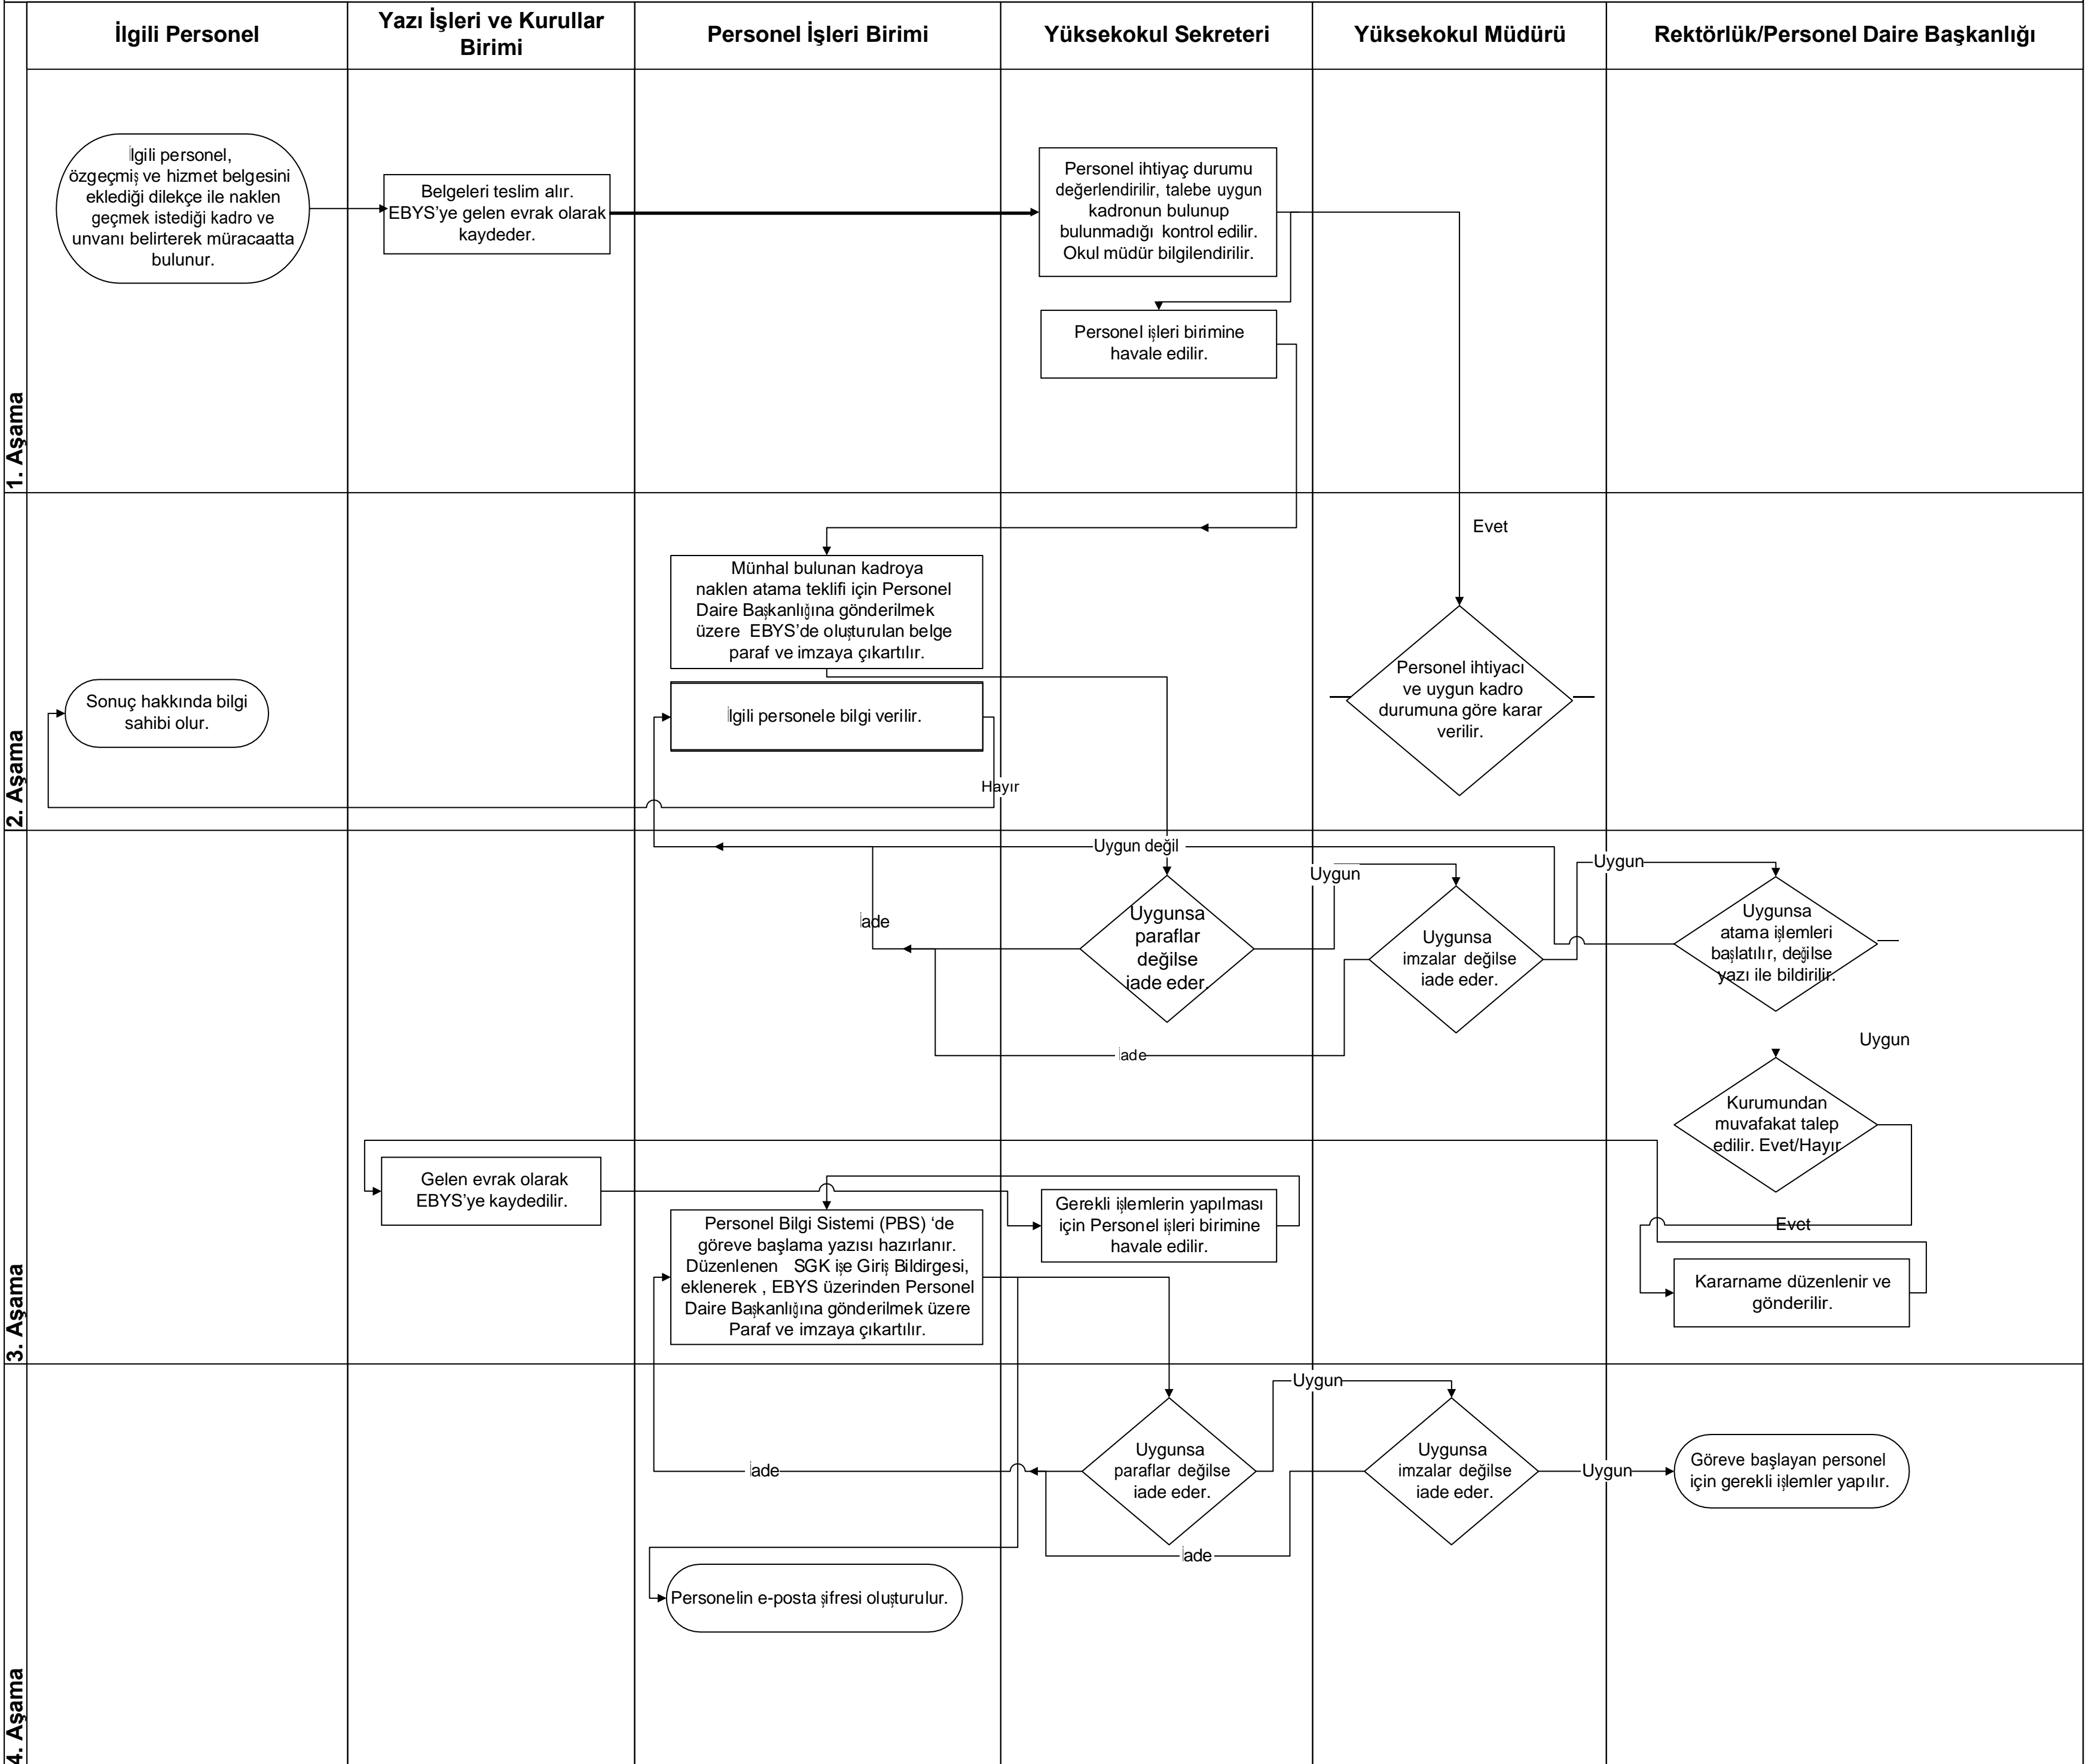 İlgili Personel
Yazı İşleri ve Kurullar
Birimi
Personel İşleri Birimi
Yüksekokul Sekreteri
Yüksekokul Müdürü
Rektörlük/Personel Daire Başkanlığı
1. Aşama
İlgili personel,
özgeçmiş ve hizmet belgesini
eklediği dilekçe ile naklen
geçmek istediği kadro ve
unvanı belirterek müracaatta
bulunur.
Belgeleri teslim alır.
EBYS’ye gelen evrak olarak
kaydeder.
Personel ihtiyaç durumu
değerlendirilir, talebe uygun
kadronun bulunup
bulunmadığı kontrol edilir.
Okul müdür bilgilendirilir.
Personel işleri birimine
havale edilir.
2. Aşama
Evet
Münhal bulunan kadroya
naklen atama teklifi için Personel
Daire Başkanlığına gönderilmek
üzere EBYS’de oluşturulan belge
paraf ve imzaya çıkartılır.
Personel ihtiyacı
ve uygun kadro
durumuna göre karar
verilir.
Sonuç hakkında bilgi
sahibi olur.
İlgili personele bilgi verilir.
Hayır
3. Aşama
Uygun değil
Uygun
Uygun
İade
Uygunsa
paraflar
değilse
iade eder.
Uygunsa
imzalar değilse
iade eder.
Uygunsa
atama işlemleri
başlatılır, değilse
yazı ile bildirilir.
İade
Uygun
Kurumundan
muvafakat talep
edilir. Evet/Hayır
Gelen evrak olarak
EBYS’ye kaydedilir.
Gerekli işlemlerin yapılması
için Personel işleri birimine
havale edilir.
Evet
Personel Bilgi Sistemi (PBS) ‘de
göreve başlama yazısı hazırlanır.
Düzenlenen SGK işe Giriş Bildirgesi,
eklenerek , EBYS üzerinden Personel
Daire Başkanlığına gönderilmek üzere
Paraf ve imzaya çıkartılır.
Kararname düzenlenir ve
gönderilir.
4. Aşama
Uygun
İade
Uygunsa
paraflar değilse
iade eder.
Uygunsa
imzalar değilse
iade eder.
Uygun
Göreve başlayan personel
için gerekli işlemler yapılır.
İade
Personelin e-posta şifresi oluşturulur.